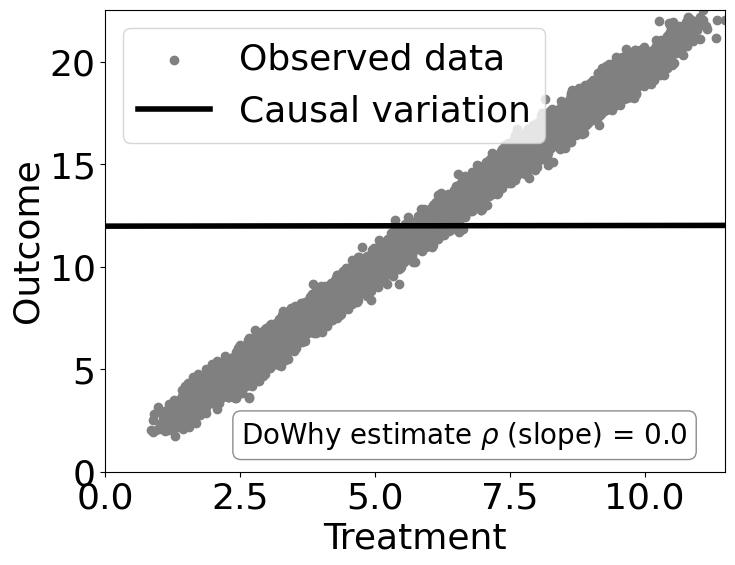 Observed data
Causal variation
Outcome
20
15
10
5
0
DoWhy estimate ρ (slope) = 0.0
0.0 2.5 5.0 7.5 10.0
Treatment